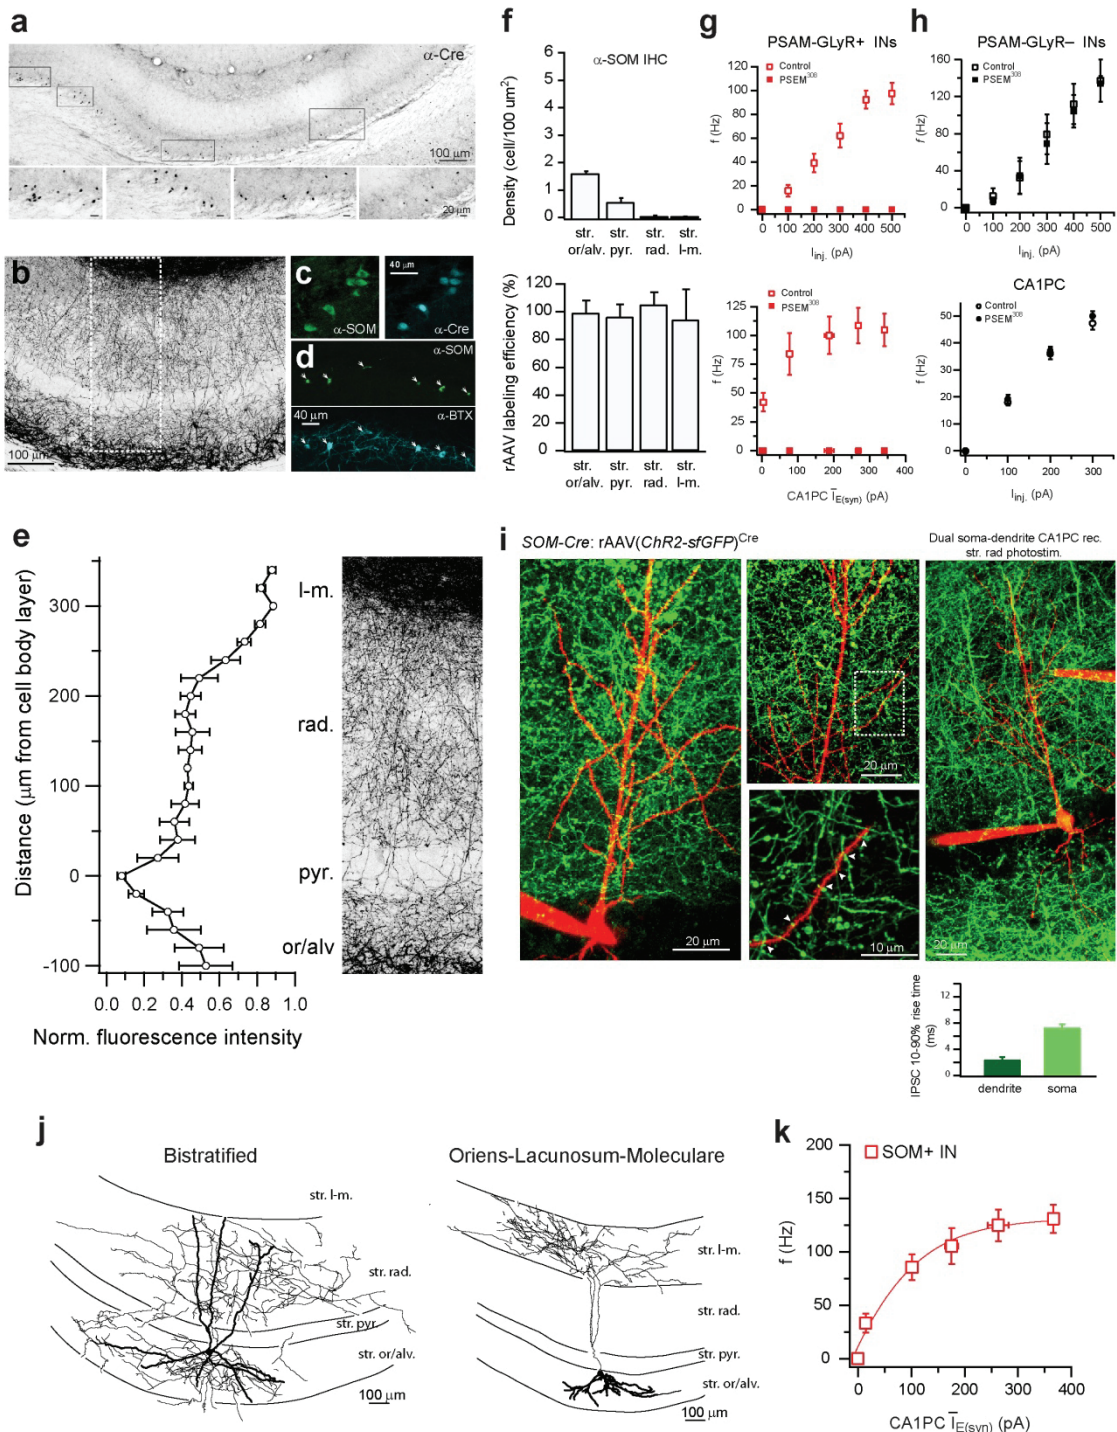 a
α-Cre
100 µm
20 µm
b
100 µm
c
α-SOM
40 µm
α-Cre
d
α-SOM
40 µm
α-BTX
e
Distance (µm from cell body layer)
300
200
100
0
-100
0.0 0.2 0.4 0.6 0.8 1.0
Norm. fluorescence intensity
l-m.
rad.
pyr.
or/alv
f
α-SOM IHC
Density (cell/100 um²)
6
5
4
3
2
1
0
str. or/alv.
str. pyr.
str. rad.
str. l-m.
rAAV labeling efficiency (%)
120
100
80
60
40
20
0
str. or/alv.
str. pyr.
str. rad.
str. l-m.
g
PSAM-GLyR+ INs
Control
PSEM³⁰⁸
f (Hz)
120
100
80
60
40
20
0
0 100 200 300 400 500
I inj. (pA)
Control
PSEM³⁰⁸
f (Hz)
125
100
75
50
25
0
0 100 200 300 400
CA1PC I̅E(syn) (pA)
h
PSAM-GLyR– INs
Control
PSEM³⁰⁸
f (Hz)
160
120
80
40
0
0 100 200 300 400 500
I inj. (pA)
CA1PC
Control
PSEM³⁰⁸
f (Hz)
50
40
30
20
10
0
0 100 200 300
I inj. (pA)
i
SOM-Cre: rAAV(ChR2-sfGFP)Cre
20 µm
20 µm
10 µm
Dual soma-dendrite CA1PC rec.
str. rad photostim.
20 µm
IPSC 10-90% rise time
(ms)
12
8
4
0
dendrite soma
j
Bistratified
str. l-m.
str. rad.
str. pyr.
str. or/alv.
100 µm
Oriens-Lacunosum-Moleculare
str. l-m.
str. rad.
str. pyr.
str. or/alv.
100 µm
k
SOM+ IN
f (Hz)
200
150
100
50
0
0 100 200 300 400
CA1PC I̅E(syn) (pA)